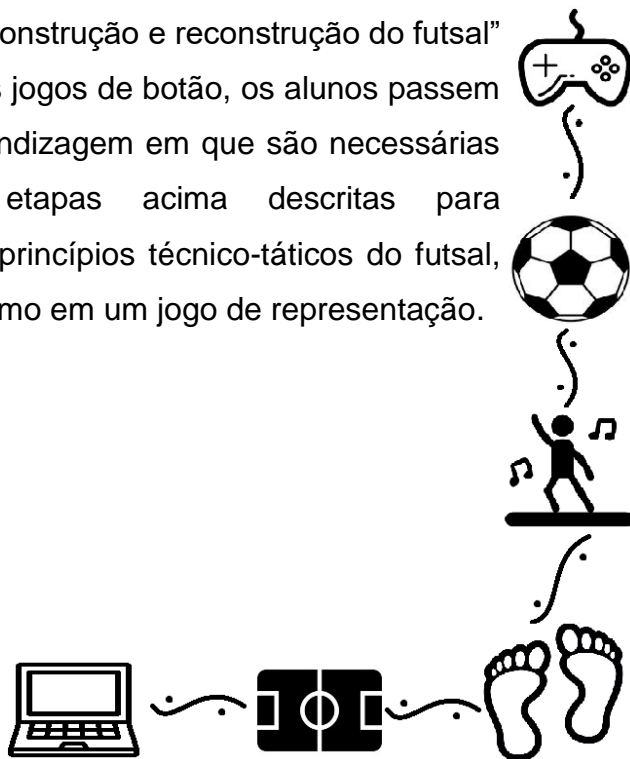 onstrução e reconstrução do futsal”
s jogos de botão, os alunos passem
ndizagem em que são necessárias
etapas acima descritas para
princípios técnico-táticos do futsal,
mo em um jogo de representação.